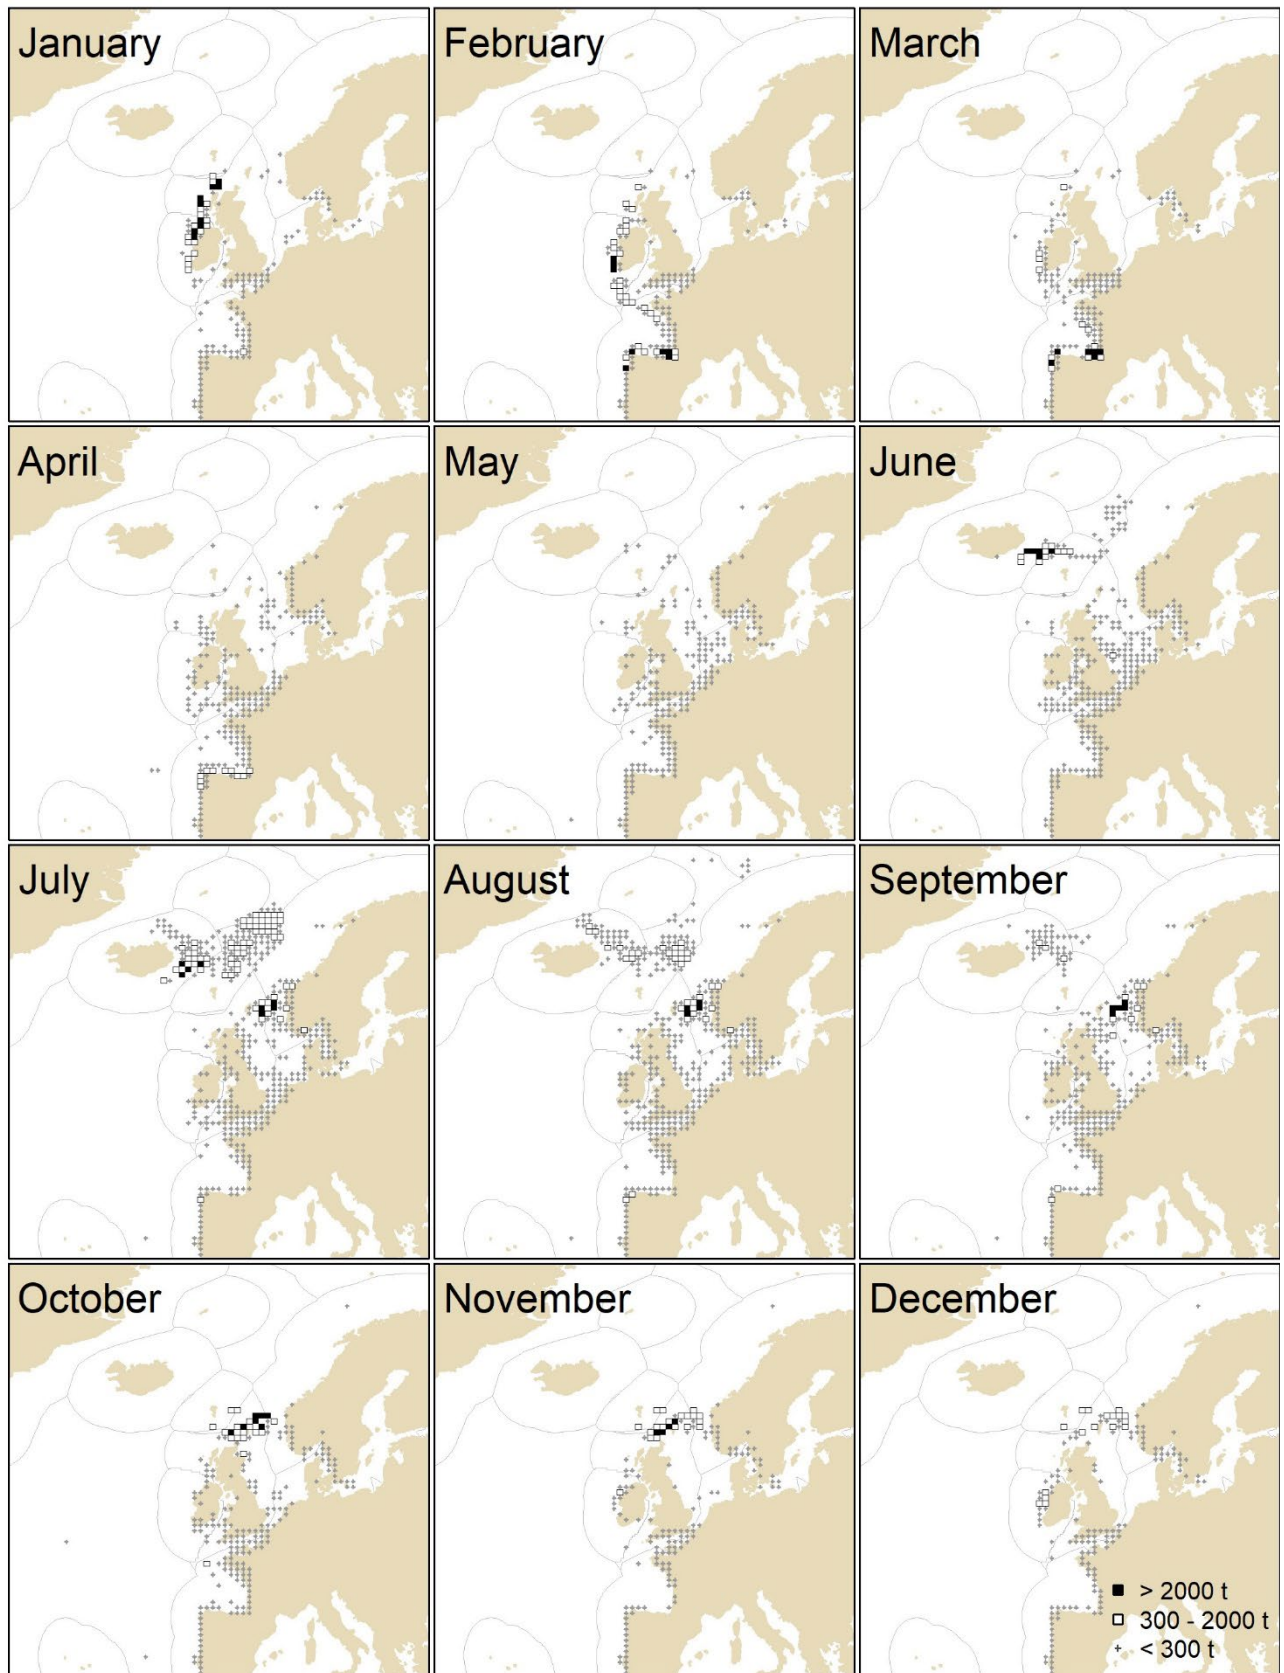 January
February
March
April
May
June
July
August
September
October
November
December
> 2000 t
300 - 2000 t
< 300 t